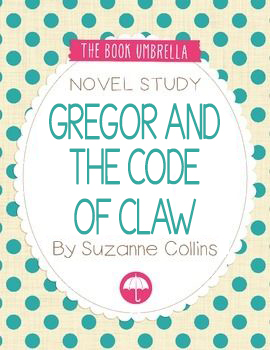 THE BOOK UMBRELLA
NOVEL STUDY
GREGOR AND
THE CODE
OF CLAW
By Suzanne Collins